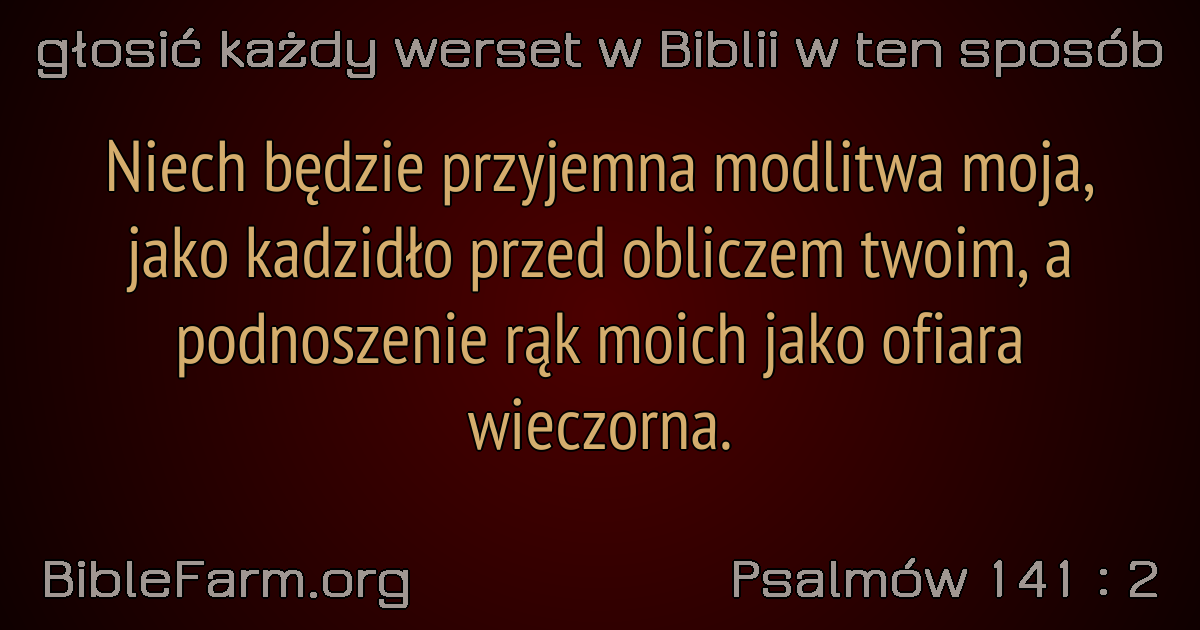 głosić każdy werset w Biblii w ten sposób
Niech będzie przyjemna modlitwa moja,
jako kadzidło przed obliczem twoim, a
podnoszenie rąk moich jako ofiara
wieczorna.
BibleFarm.org
Psalmów 141 : 2